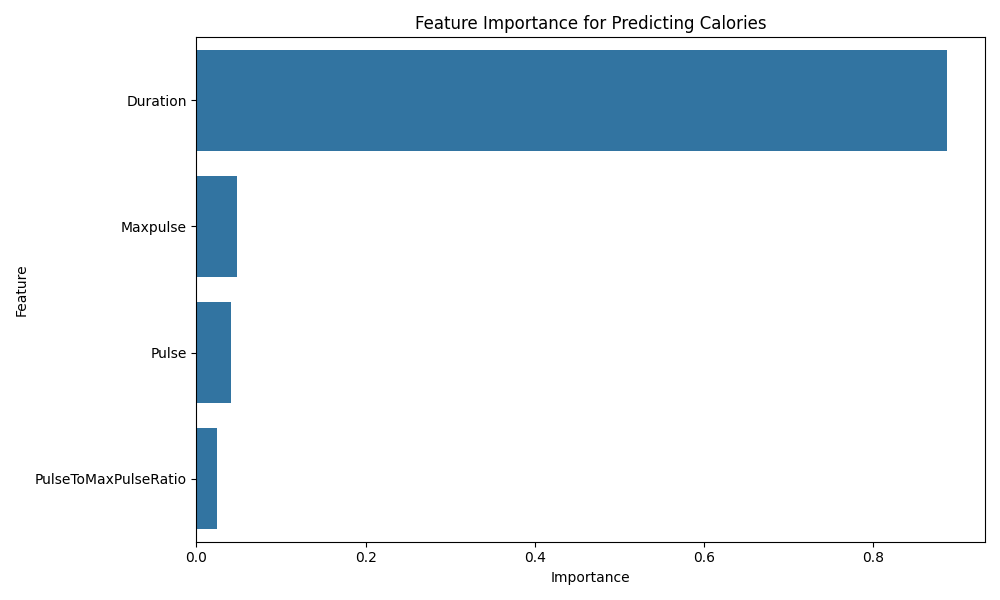 Feature Importance for Predicting Calories
Feature
Duration
Maxpulse
Pulse
PulseToMaxPulseRatio
0.0 0.2 0.4 0.6 0.8
Importance